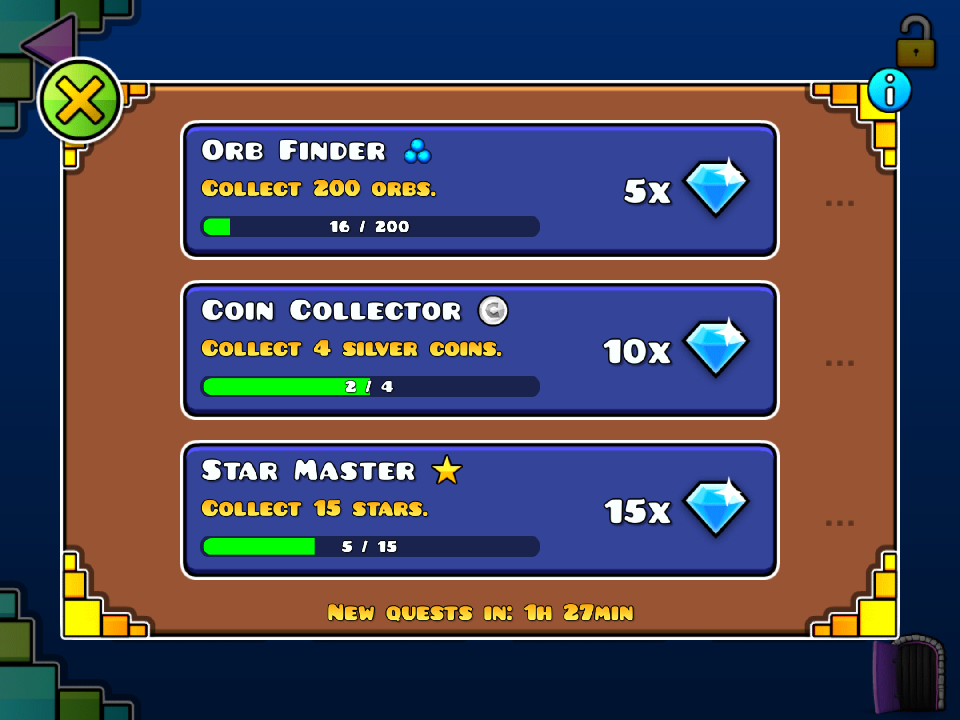 Orb Finder
Collect 200 orbs.
5x
16 / 200
...
Coin Collector
Collect 4 silver coins.
10x
2 / 4
...
Star Master
Collect 15 stars.
15x
5 / 15
...
New quests in: 1h 27min